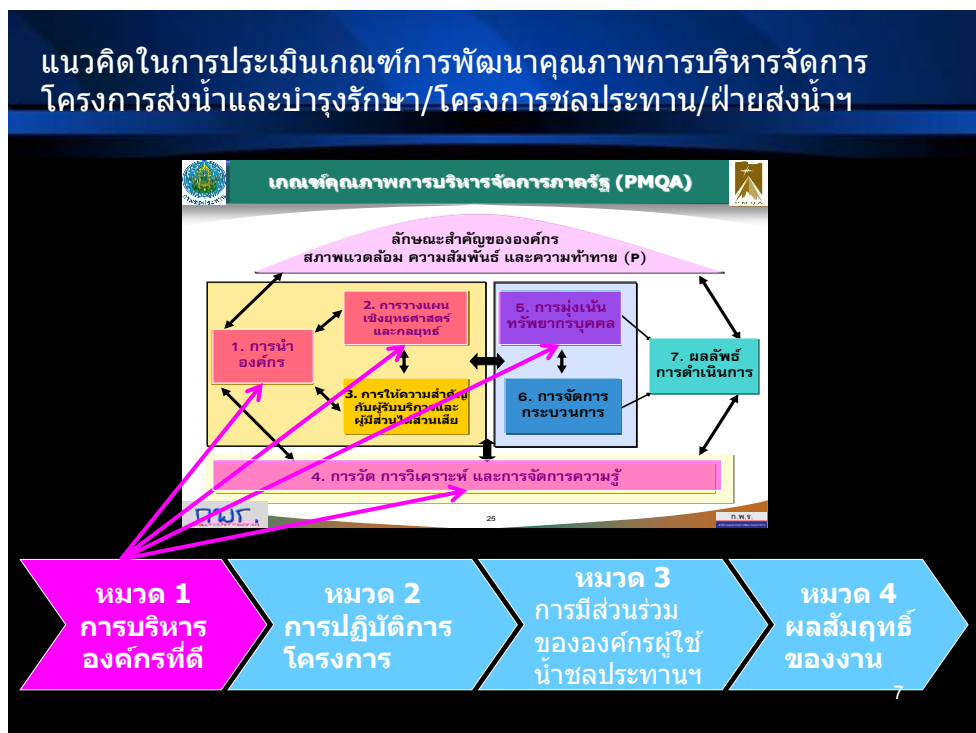 แนวคิดในการประเมินเกณฑ์การพัฒนาคุณภาพการบริหารจัดการ
โครงการส่งน้ำและบำรุงรักษา/โครงการชลประทาน/ฝ่ายส่งน้ำฯ
เกณฑ์คุณภาพการบริหารจัดการภาครัฐ (PMQA)
P M Q A
ลักษณะสำคัญขององค์กร
สภาพแวดล้อม ความสัมพันธ์ และความท้าทาย (P)
1. การนำ
องค์กร
2. การวางแผน
เชิงยุทธศาสตร์
และกลยุทธ์
3. การให้ความสำคัญ
กับผู้รับบริการและ
ผู้มีส่วนได้ส่วนเสีย
5. การมุ่งเน้น
ทรัพยากรบุคคล
6. การจัดการ
กระบวนการ
7. ผลลัพธ์
การดำเนินการ
4. การวัด การวิเคราะห์ และการจัดการความรู้
กพร.
25
ก.พ.ร.
หมวด 1
การบริหาร
องค์กรที่ดี
หมวด 2
การปฏิบัติการ
โครงการ
หมวด 3
การมีส่วนร่วม
ขององค์กรผู้ใช้
น้ำชลประทานฯ
หมวด 4
ผลสัมฤทธิ์
ของงาน
7